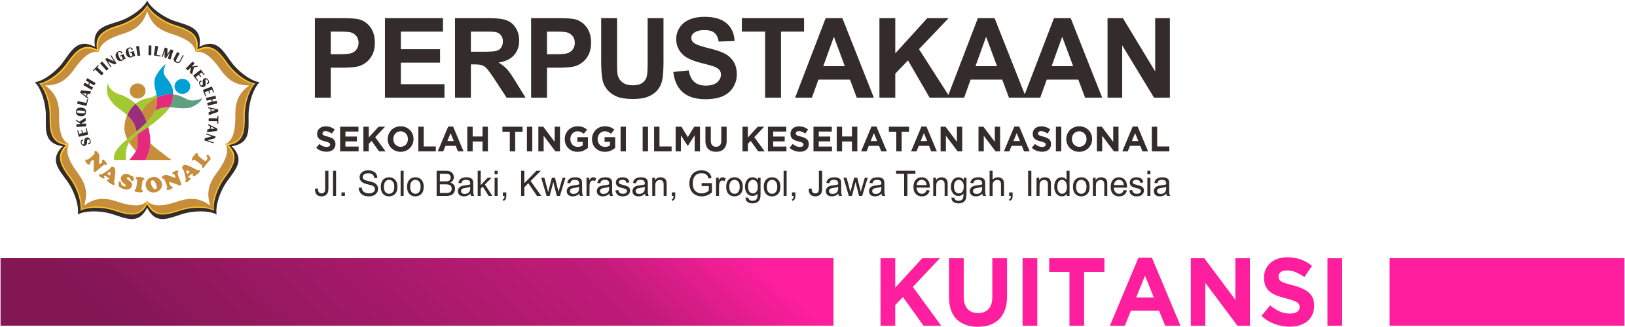 SEKOLAH TINGGI ILMU KESEHATAN
NASIONAL
PERPUSTAKAAN
SEKOLAH TINGGI ILMU KESEHATAN NASIONAL
Jl. Solo Baki, Kwarasan, Grogol, Jawa Tengah, Indonesia
KUITANSI